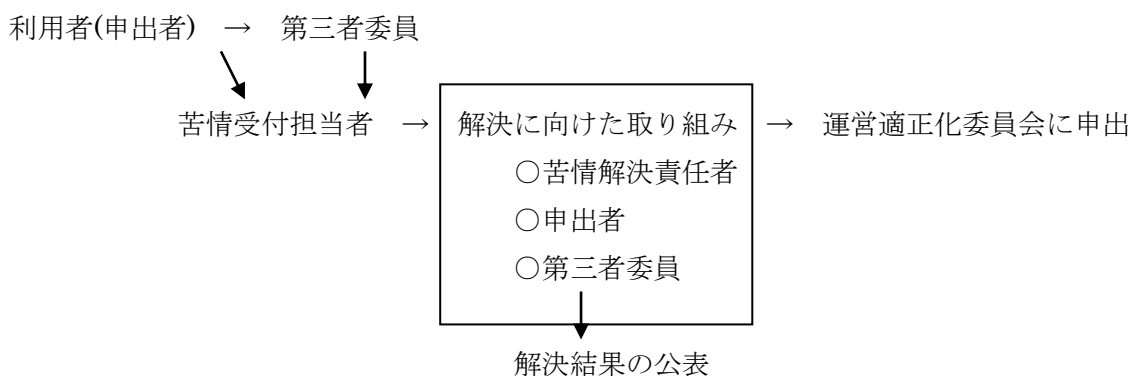 利用者(申出者) → 第三者委員
苦情受付担当者 → 解決に向けた取り組み → 運営適正化委員会に申出
○苦情解決責任者
○申出者
○第三者委員
解決結果の公表